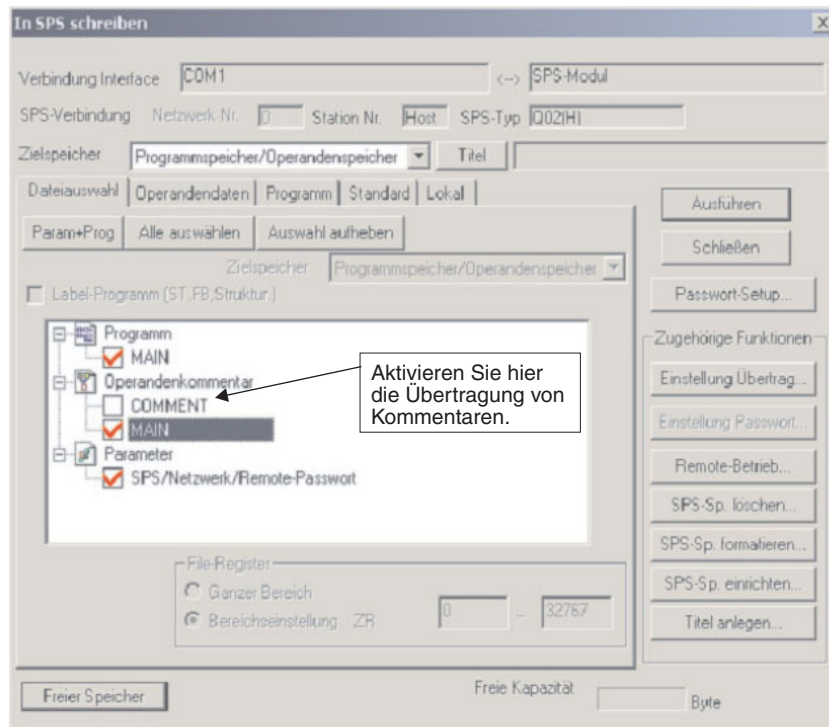 In SPS schreiben
Verbindung Interface COM1 <--> SPS-Modul
SPS-Verbindung Netzwerk Nr. 0 Station Nr. Host SPS-Typ Q02(H)
Zielspeicher Programmspeicher/Operandenspeicher Titel
Dateiauswahl Operandendaten Programm Standard Lokal
Param+Prog Alle auswählen Auswahl aufheben
Zielspeicher Programmspeicher/Operandenspeicher
Label-Programm (ST,FB,Struktur.)
Programm
MAIN
Operandenkommentar
COMMENT
MAIN
Parameter
SPS/Netzwerk/Remote-Passwort
Aktivieren Sie hier
die Übertragung von
Kommentaren.
File-Register
Ganzer Bereich
Bereichseinstellung ZR 0 .. 32767
Ausführen
Schließen
Passwort-Setup...
Zugehörige Funktionen
Einstellung Übertrag...
Einstellung Passwort...
Remote-Betrieb...
SPS-Sp. löschen...
SPS-Sp. formatieren...
SPS-Sp. einrichten...
Titel anlegen...
Freier Speicher
Freie Kapazität Byte